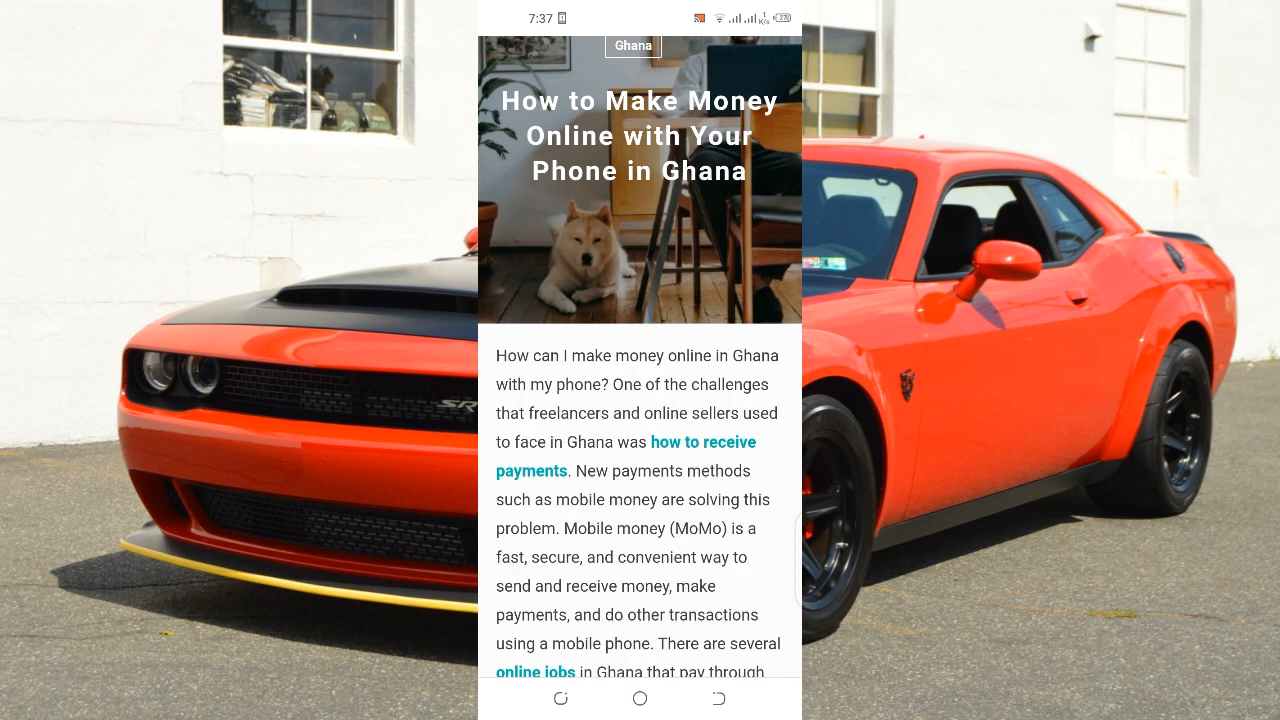 7:37
1
K/s
27
Ghana
How to Make Money
Online with Your
Phone in Ghana
How can I make money online in Ghana
with my phone? One of the challenges
that freelancers and online sellers used
to face in Ghana was how to receive
payments. New payments methods
such as mobile money are solving this
problem. Mobile money (MoMo) is a
fast, secure, and convenient way to
send and receive money, make
payments, and do other transactions
using a mobile phone. There are several
online jobs in Ghana that pay through
SR